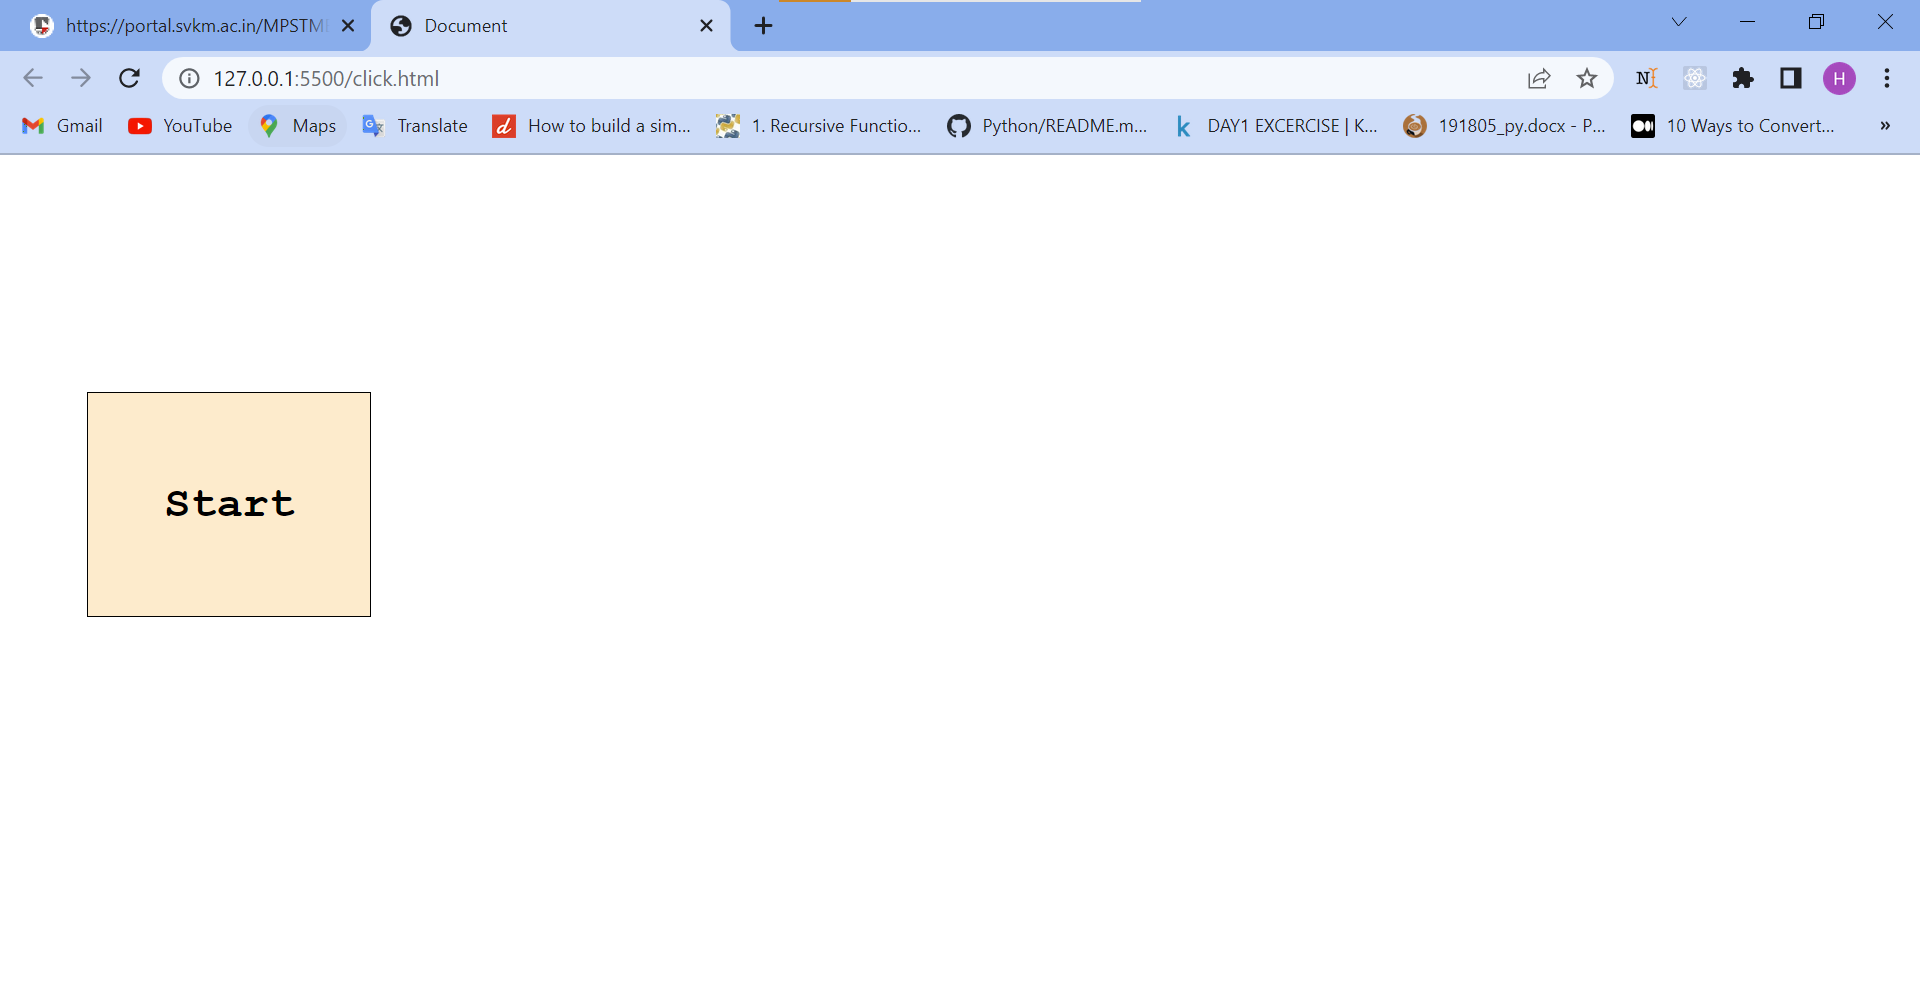 https://portal.svkm.ac.in/MPSTM
Document
127.0.0.1:5500/click.html
N
H
Gmail
YouTube
Maps
Translate
How to build a sim...
1. Recursive Functio...
Python/README.m...
DAY1 EXCERCISE | K...
191805_py.docx - P...
10 Ways to Convert...
»
Start